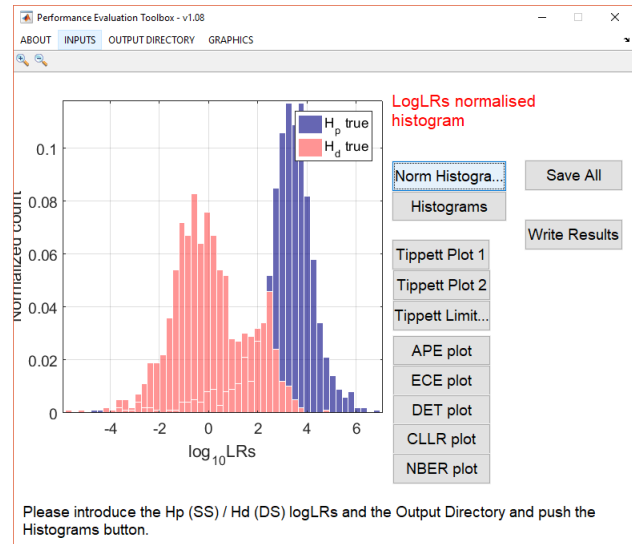 Performance Evaluation Toolbox - v1.08
ABOUT INPUTS OUTPUT DIRECTORY GRAPHICS
LogLRs normalised
histogram
H_p true
H_d true
Norm Histogra...
Save All
Histograms
Write Results
Tippett Plot 1
Tippett Plot 2
Tippett Limit...
APE plot
ECE plot
DET plot
CLLR plot
NBER plot
Normalized count
0.1
0.08
0.06
0.04
0.02
0
-4 -2 0 2 4 6
log_10LRs
Please introduce the Hp (SS) / Hd (DS) logLRs and the Output Directory and push the
Histograms button.